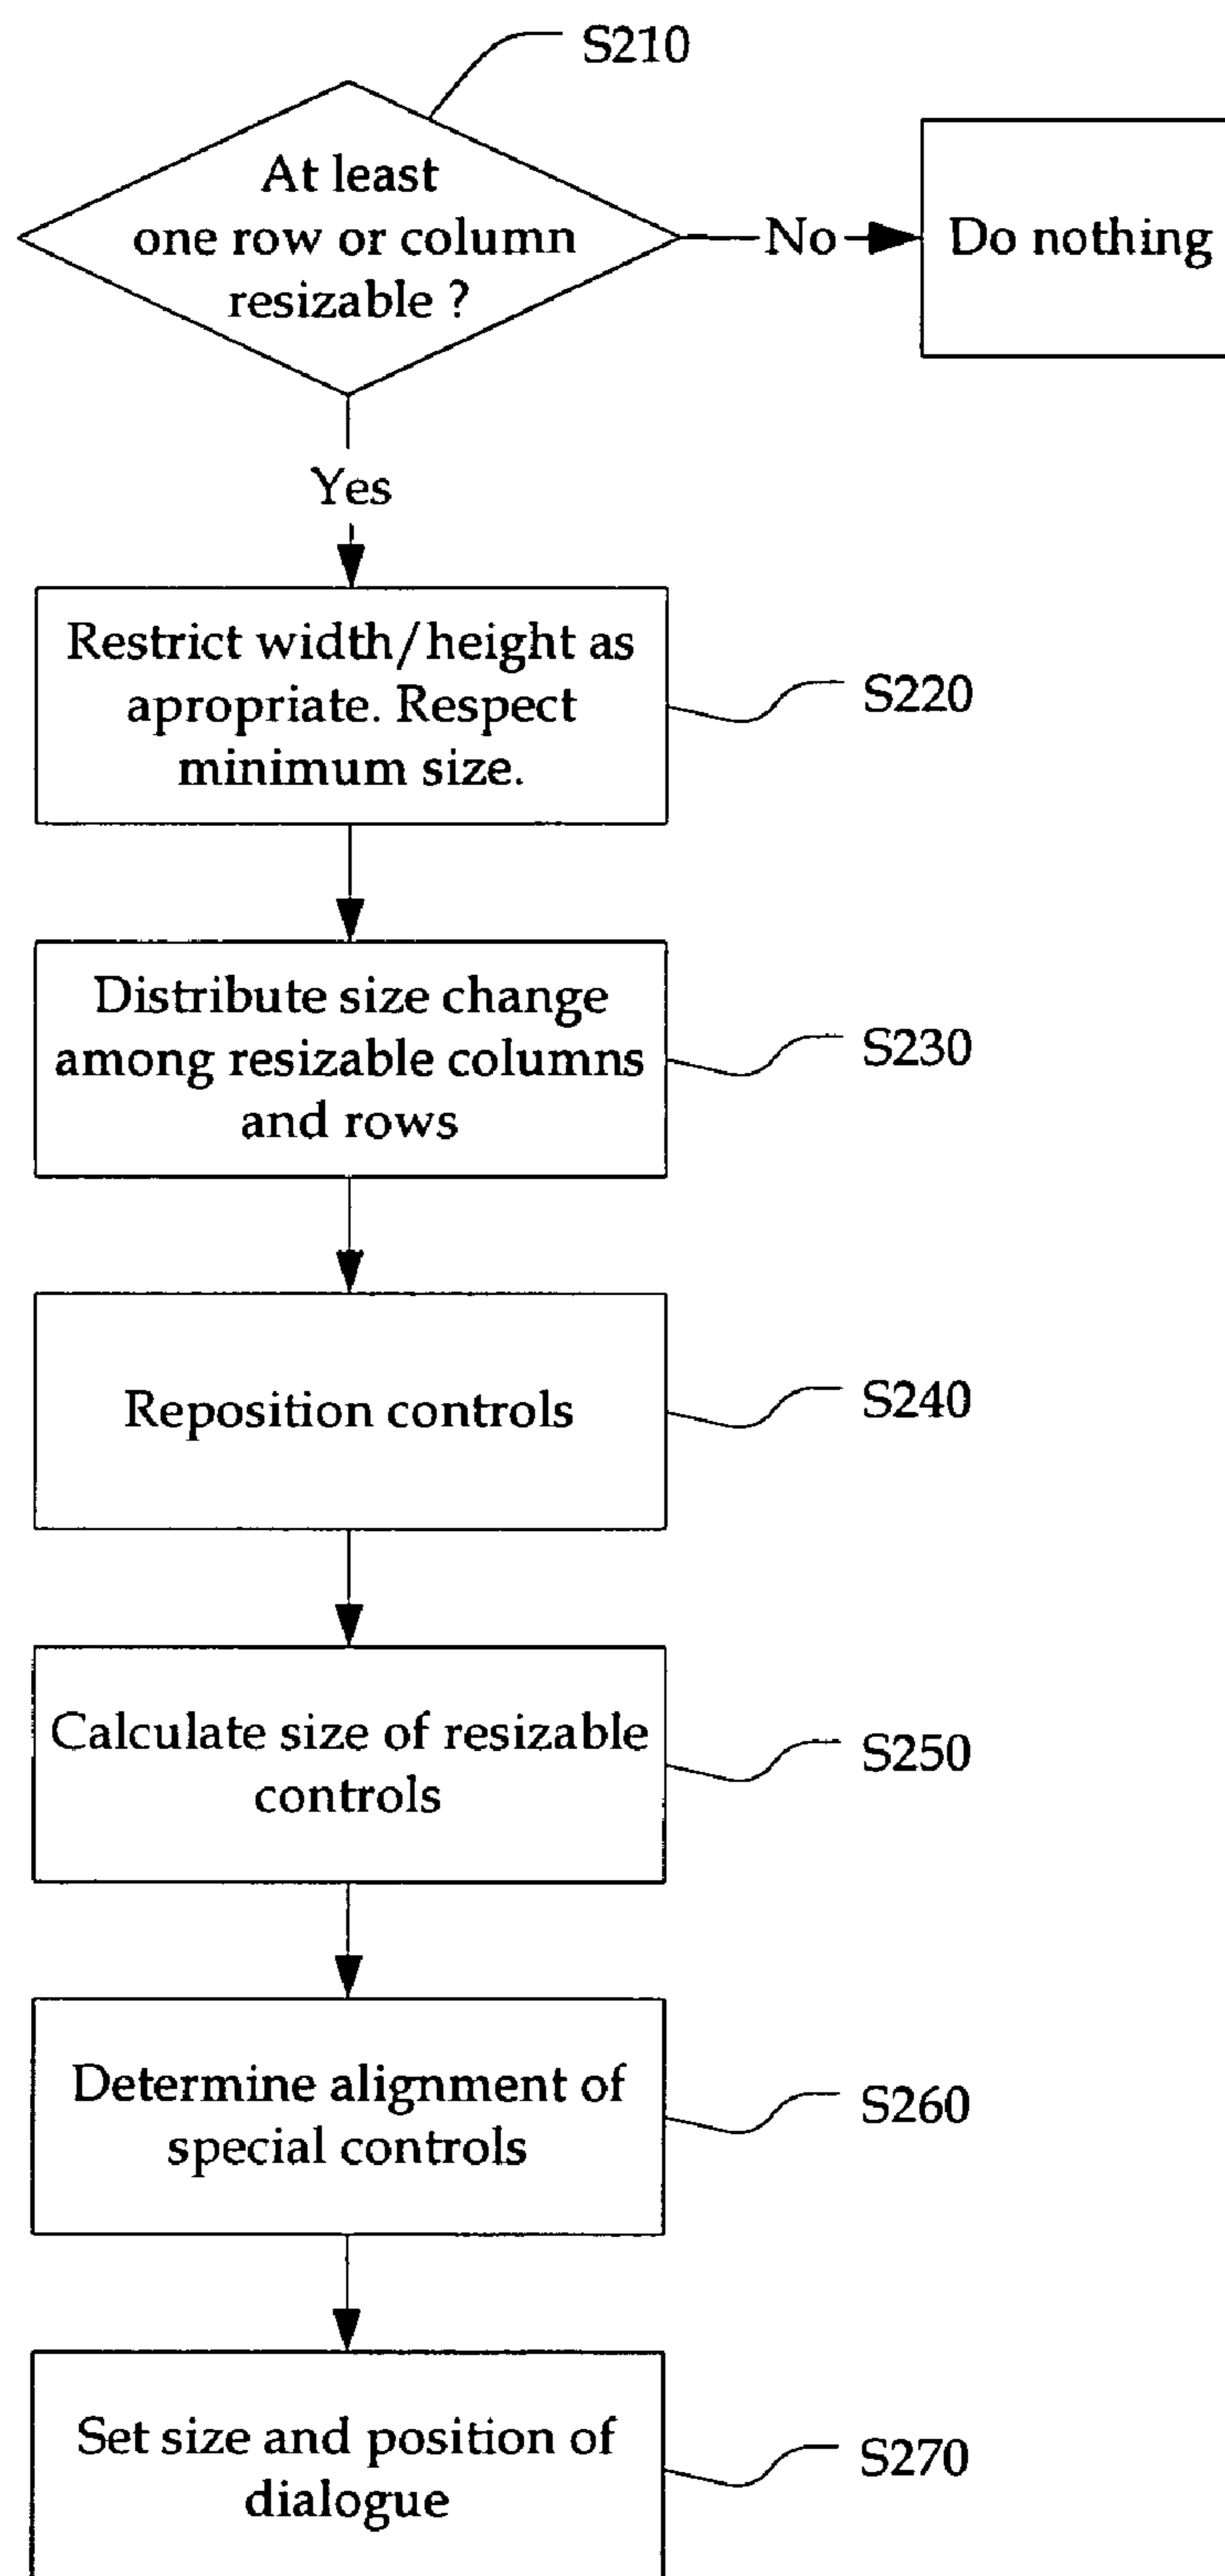 S210
At least
one row or column
resizable ?
No
Do nothing
Yes
Restrict width/height as
apropriate. Respect
minimum size.
S220
Distribute size change
among resizable columns
and rows
S230
Reposition controls
S240
Calculate size of resizable
controls
S250
Determine alignment of
special controls
S260
Set size and position of
dialogue
S270